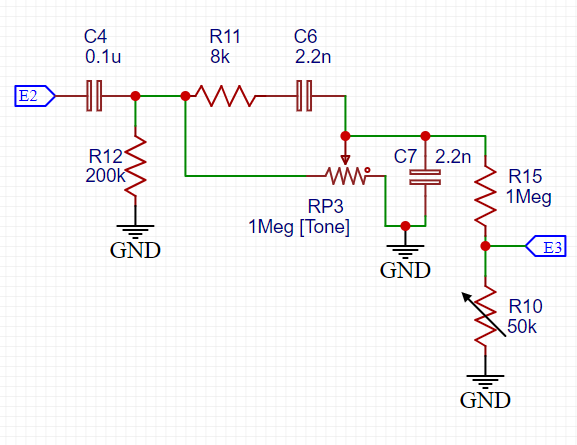 C4
0.1u
R11
8k
C6
2.2n
E2
R12
200k
C7
2.2n
R15
1Meg
RP3
1Meg [Tone]
GND
GND
E3
R10
50k
GND